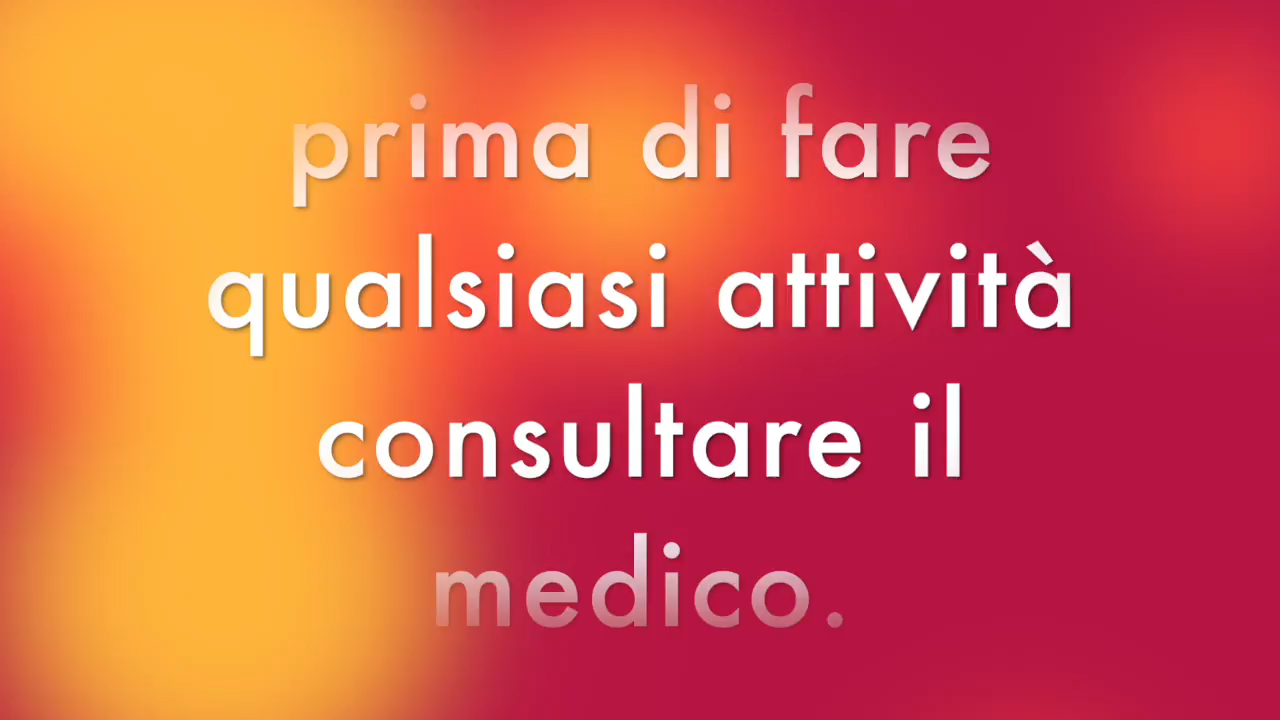 prima di fare
qualsiasi attività
consultare il
medico.